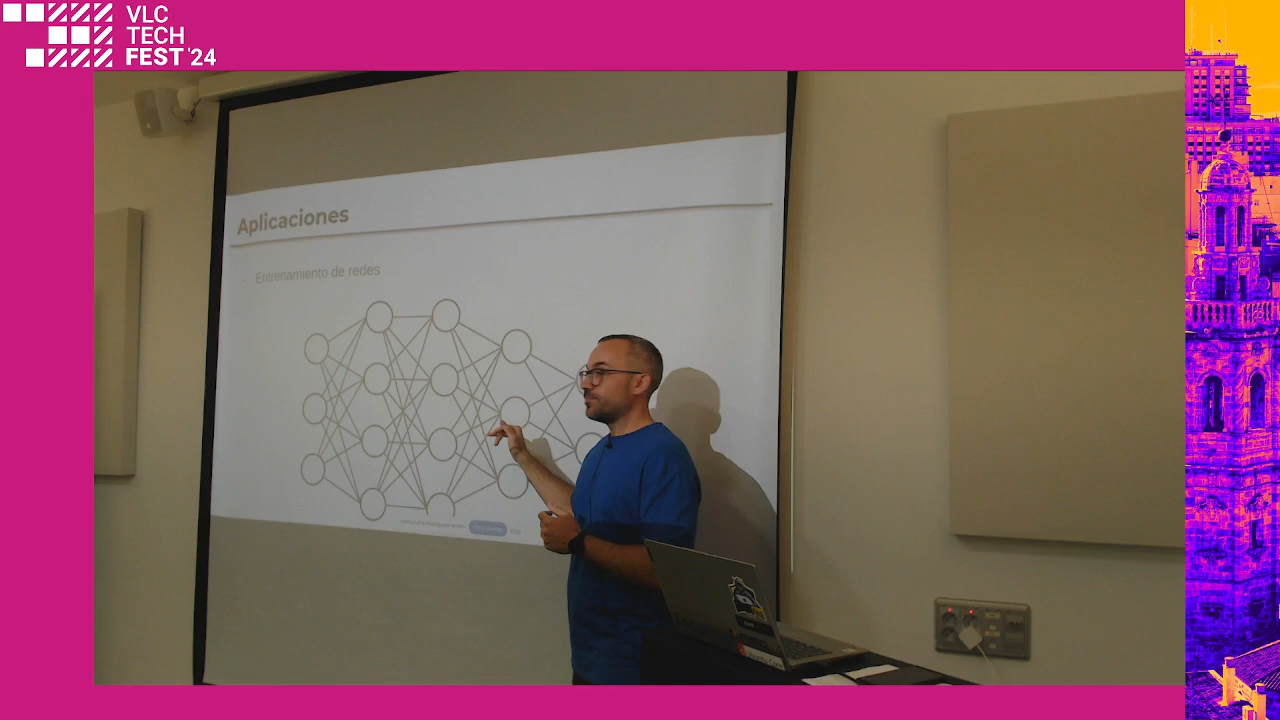 VLC
TECH
FEST '24
Aplicaciones
- Entrenamiento de redes